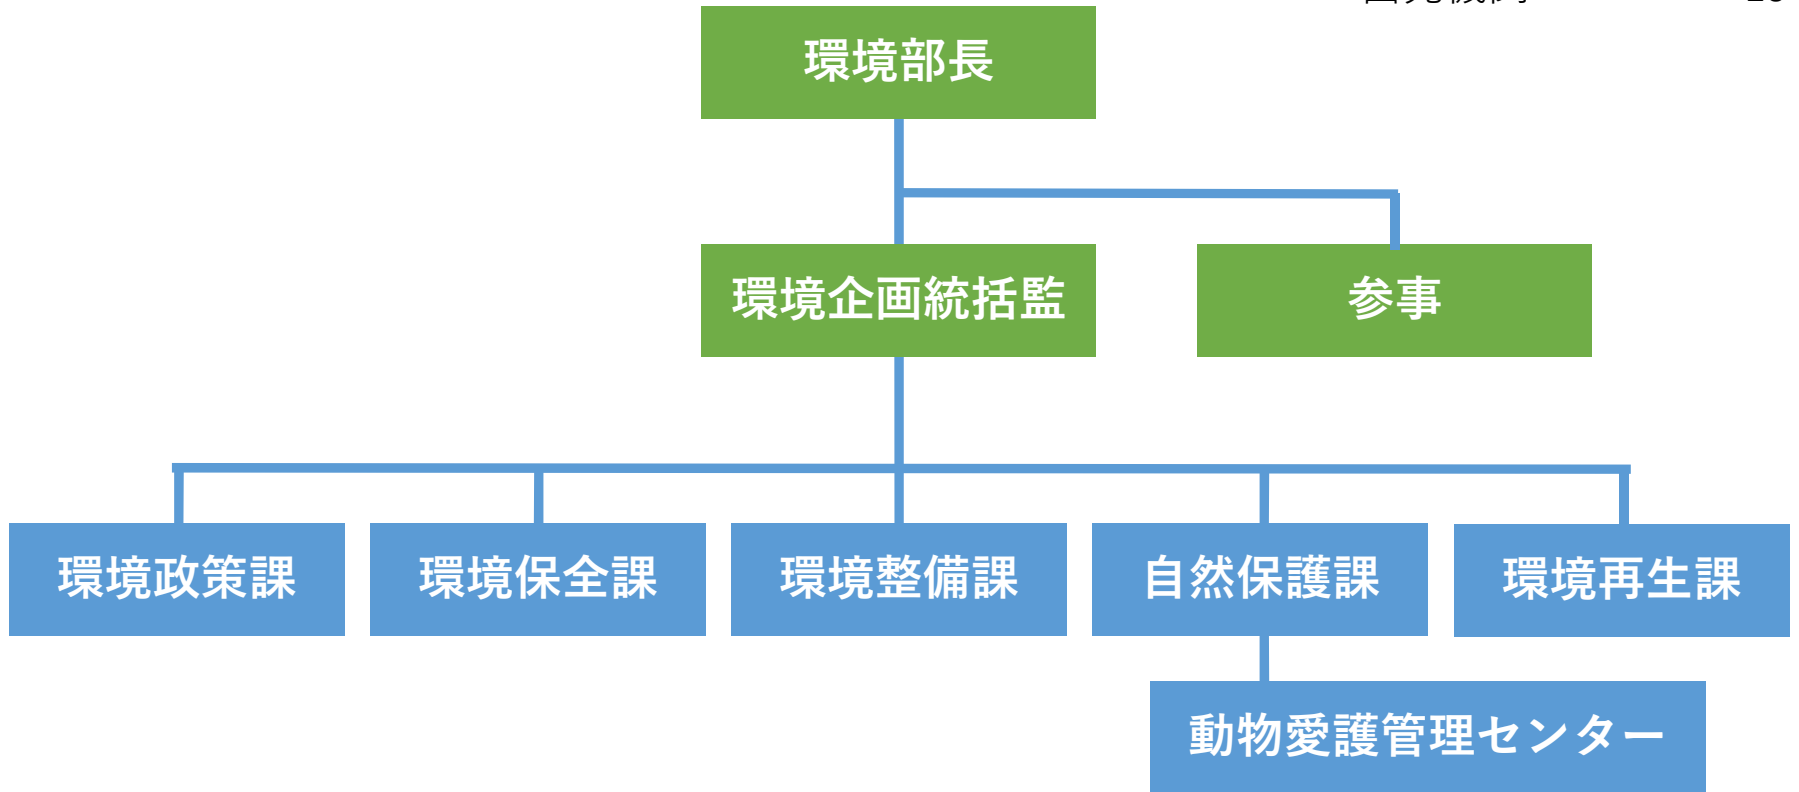 環境部長
環境企画統括監
参事
環境政策課
環境保全課
環境整備課
自然保護課
環境再生課
動物愛護管理センター